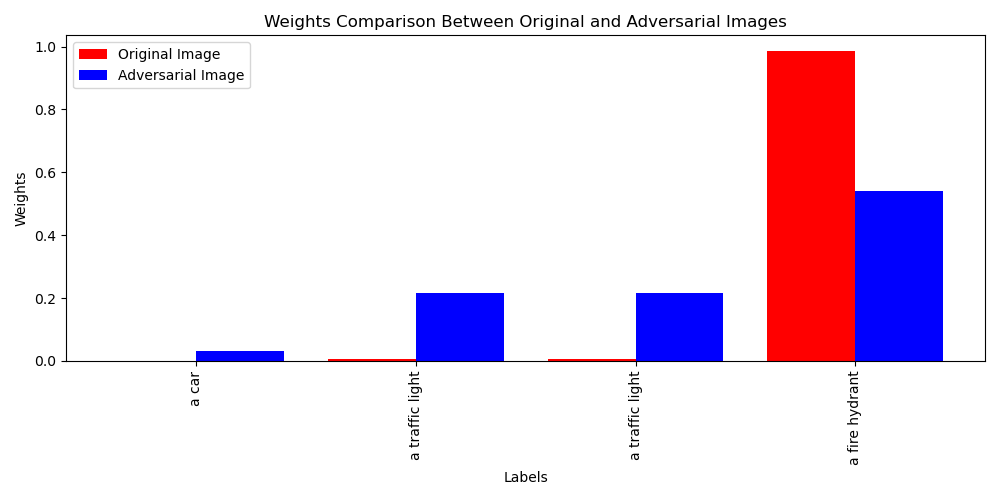 Weights Comparison Between Original and Adversarial Images
Original Image
Adversarial Image
Weights
1.0
0.8
0.6
0.4
0.2
0.0
a car
a traffic light
a traffic light
a fire hydrant
Labels